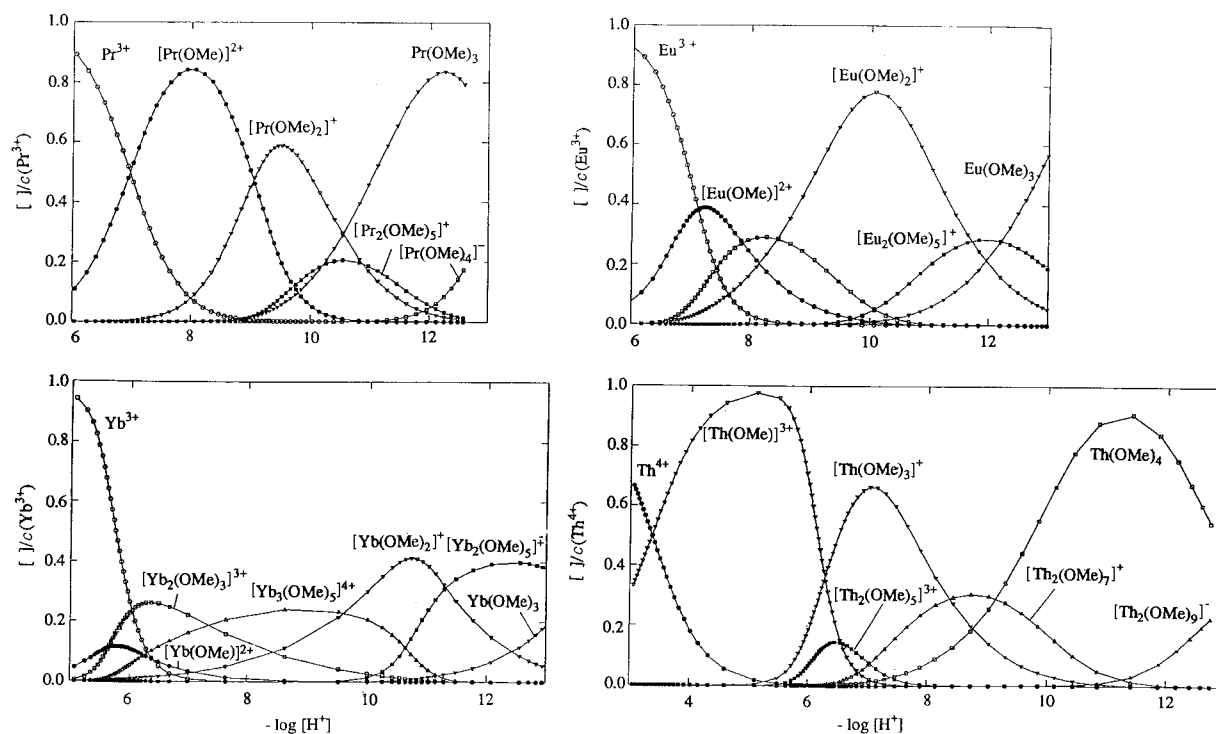 1.0
0.8
0.6
0.4
0.2
0.0
[ ]/c(Pr³⁺)
Pr³⁺
[Pr(OMe)]²⁺
Pr(OMe)₃
[Pr(OMe)₂]⁺
[Pr₂(OMe)₅]⁺
[Pr(OMe)₄]⁻
6 8 10 12
1.0
0.8
0.6
0.4
0.2
0.0
[ ]/c(Eu³⁺)
Eu³⁺
[Eu(OMe)₂]⁺
[Eu(OMe)]²⁺
Eu(OMe)₃
[Eu₂(OMe)₅]⁺
6 8 10 12
1.0
0.8
0.6
0.4
0.2
0.0
[ ]/c(Yb³⁺)
Yb³⁺
[Yb₂(OMe)₃]³⁺
[Yb₃(OMe)₅]⁴⁺
[Yb(OMe)₂]⁺
[Yb₂(OMe)₅]⁺
Yb(OMe)₃
[Yb(OMe)]²⁺
6 8 10 12
- log [H⁺]
1.0
0.8
0.6
0.4
0.2
0.0
[ ]/c(Th⁴⁺)
Th⁴⁺
[Th(OMe)]³⁺
[Th(OMe)₃]⁺
Th(OMe)₄
[Th₂(OMe)₅]³⁺
[Th₂(OMe)₇]⁺
[Th₂(OMe)₉]⁻
4 6 8 10 12
- log {H⁺}